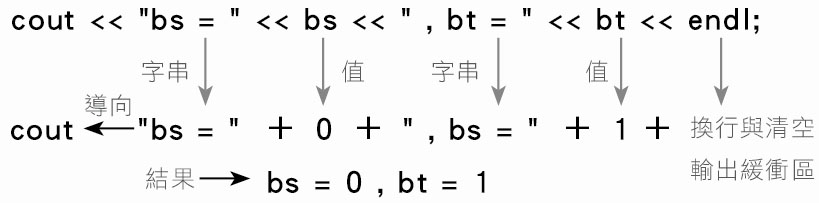 cout << "bs = " << bs << " , bt = " << bt << endl;
字串 值 字串 值
導向
cout "bs = " + 0 + " , bs = " + 1 + 換行與清空
輸出緩衝區
結果 bs = 0 , bt = 1